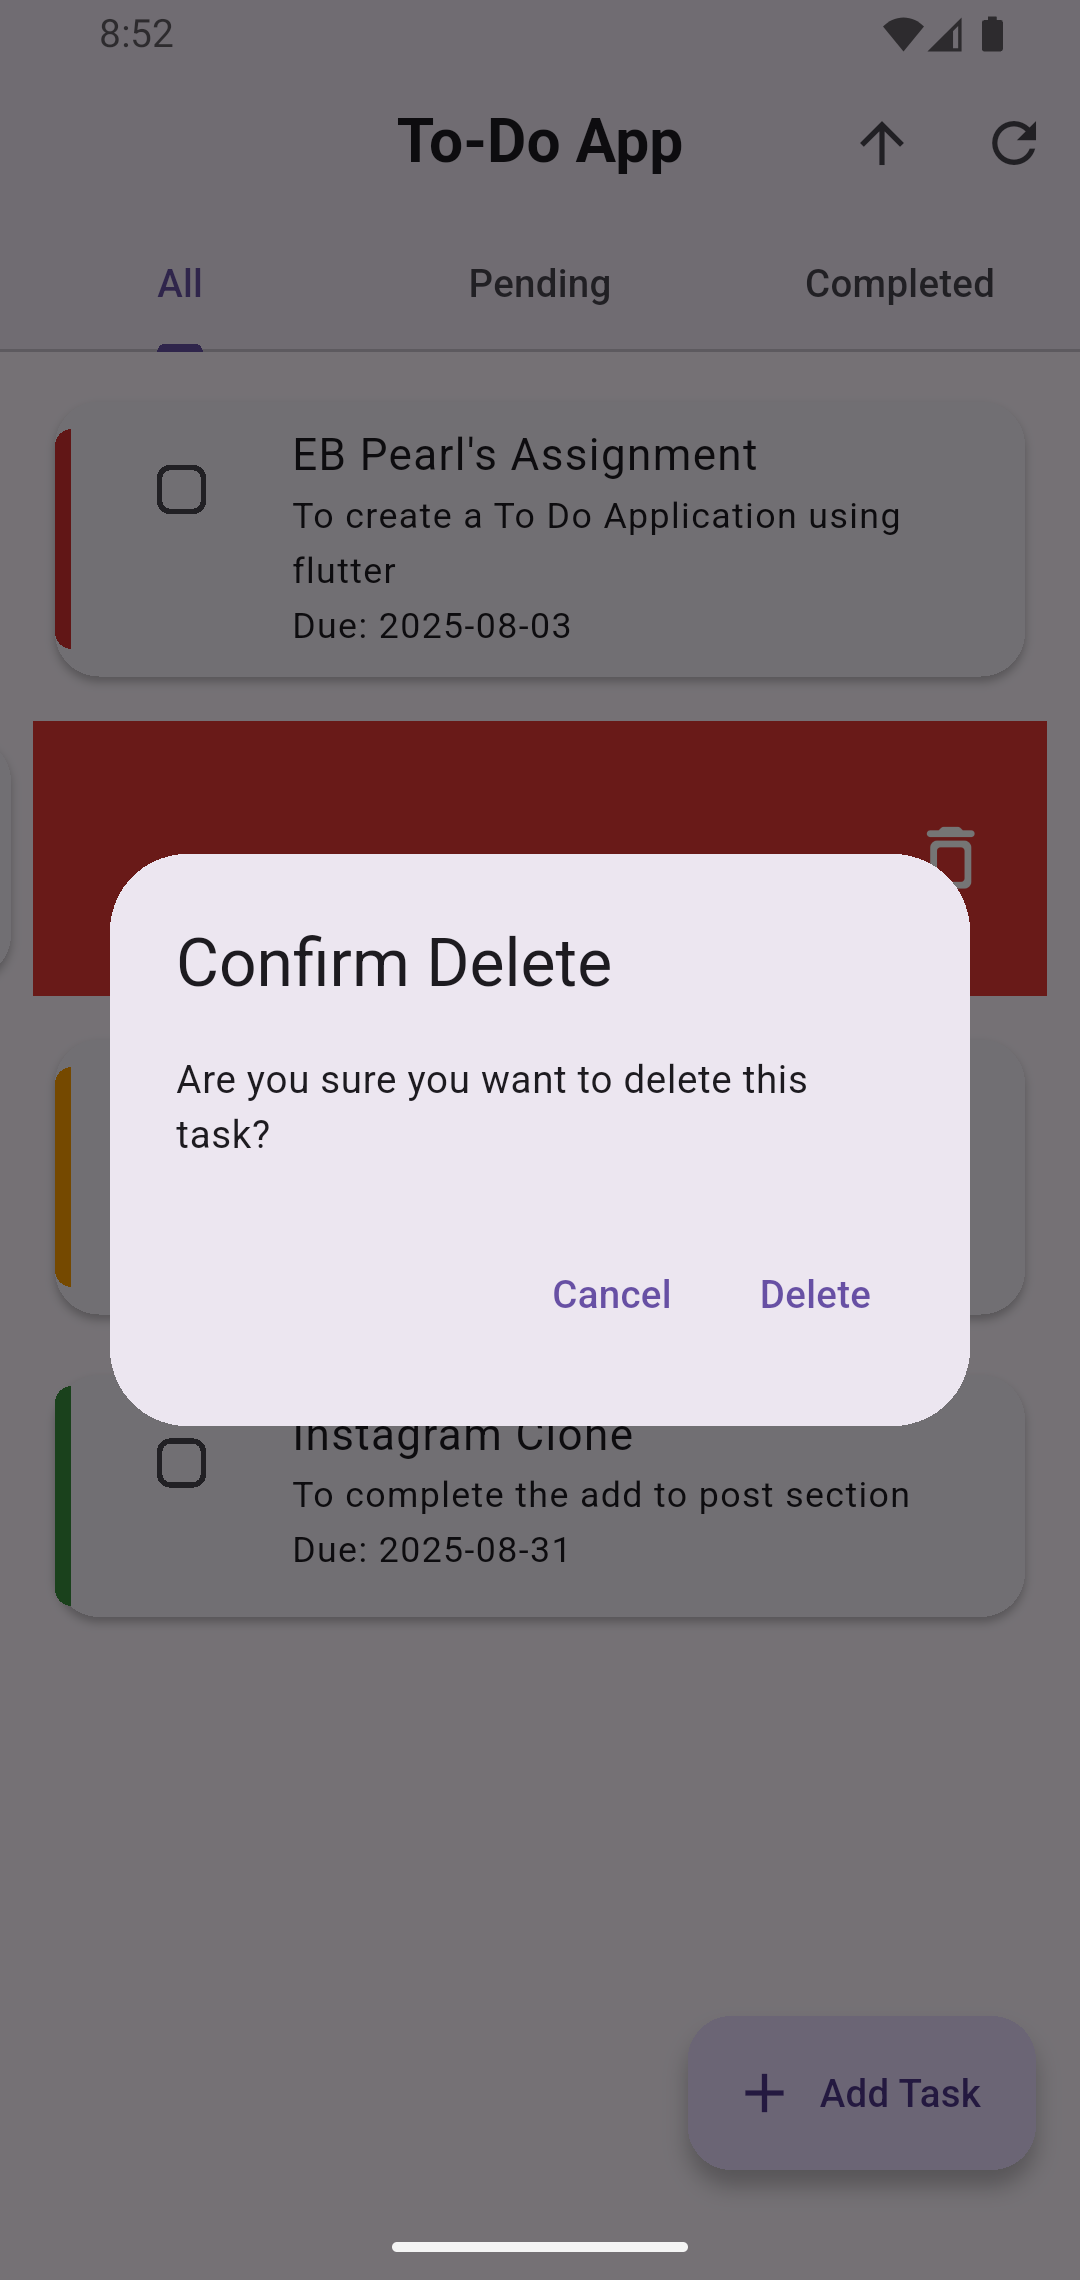 8:52
To-Do App
All
Pending
Completed
EB Pearl's Assignment
To create a To Do Application using
flutter
Due: 2025-08-03
Confirm Delete
Are you sure you want to delete this
task?
Cancel
Delete
Instagram Clone
To complete the add to post section
Due: 2025-08-31
Add Task